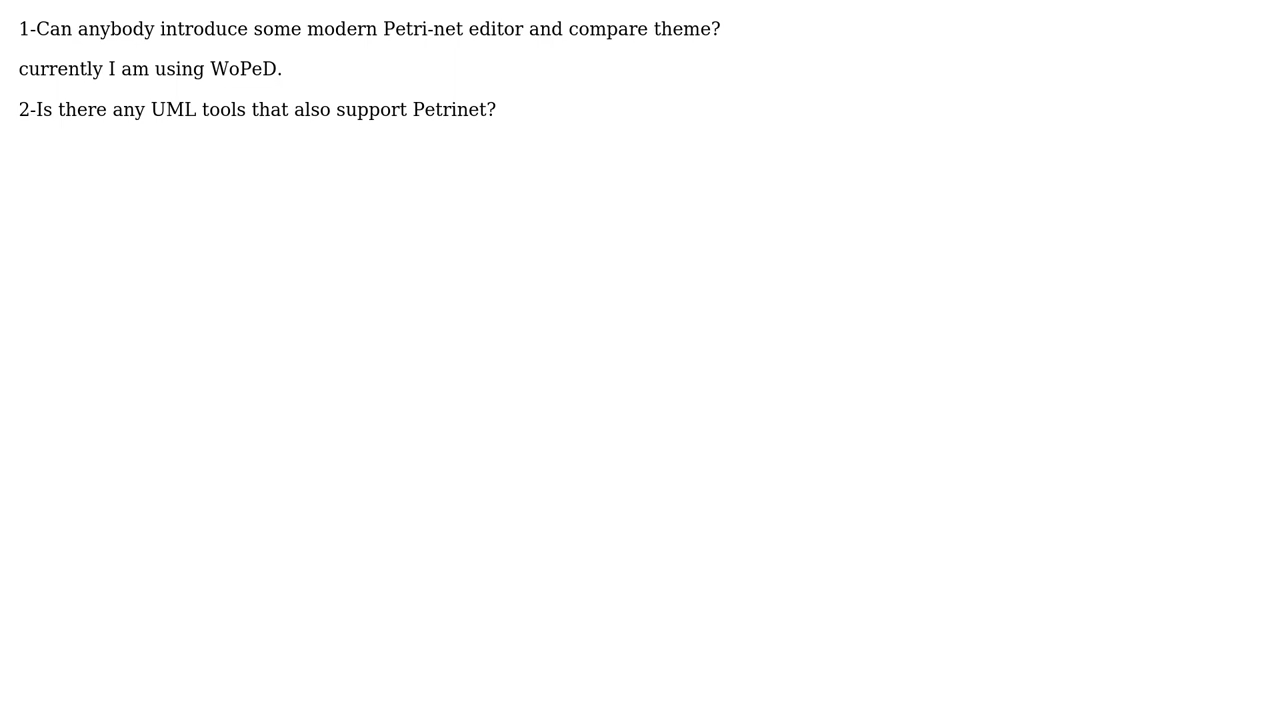 1-Can anybody introduce some modern Petri-net editor and compare theme?
currently I am using WoPeD.
2-Is there any UML tools that also support Petrinet?